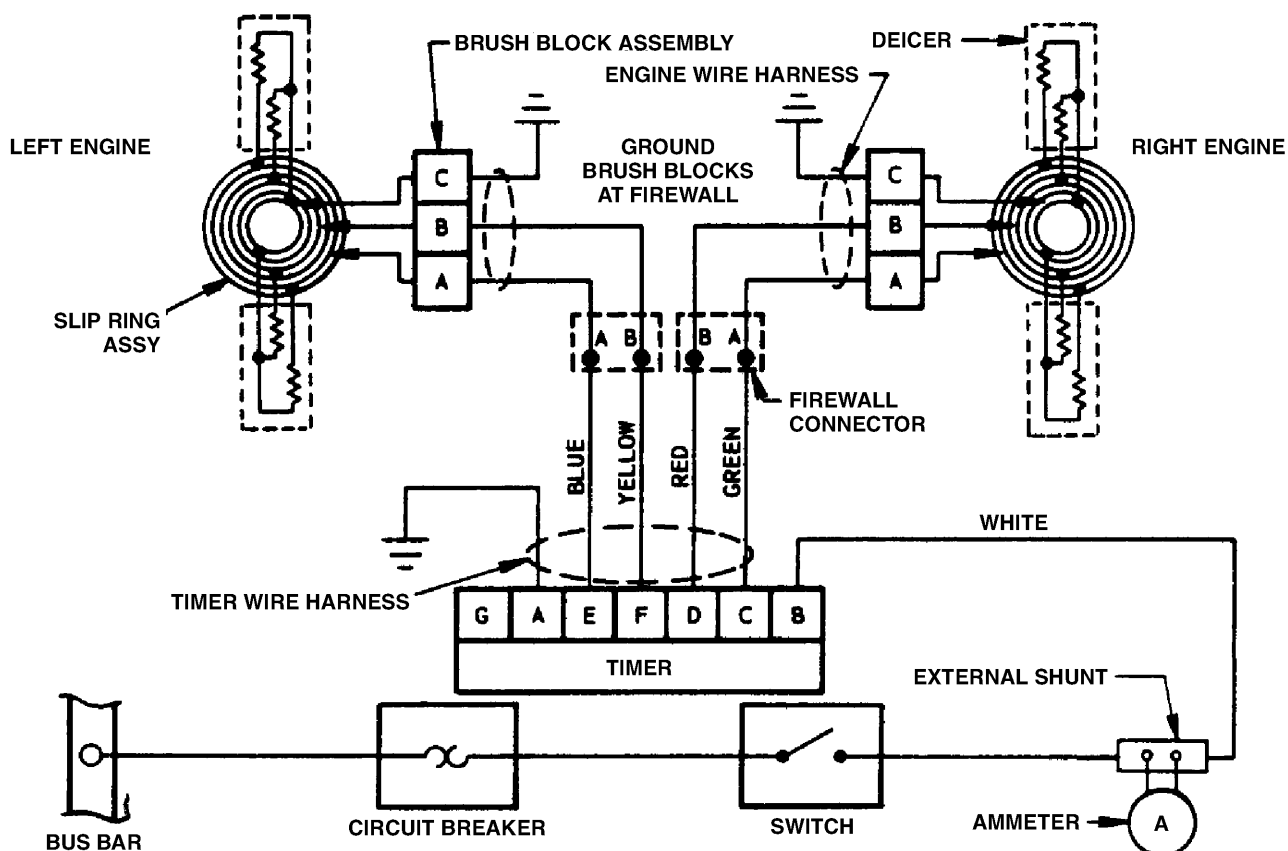 BRUSH BLOCK ASSEMBLY
DEICER
ENGINE WIRE HARNESS
LEFT ENGINE
GROUND
BRUSH BLOCKS
AT FIREWALL
RIGHT ENGINE
C
B
A
C
B
A
SLIP RING
ASSY
A B
B A
FIREWALL
CONNECTOR
BLUE
YELLOW
RED
GREEN
WHITE
TIMER WIRE HARNESS
G A E F D C B
TIMER
EXTERNAL SHUNT
BUS BAR
CIRCUIT BREAKER
SWITCH
AMMETER
A